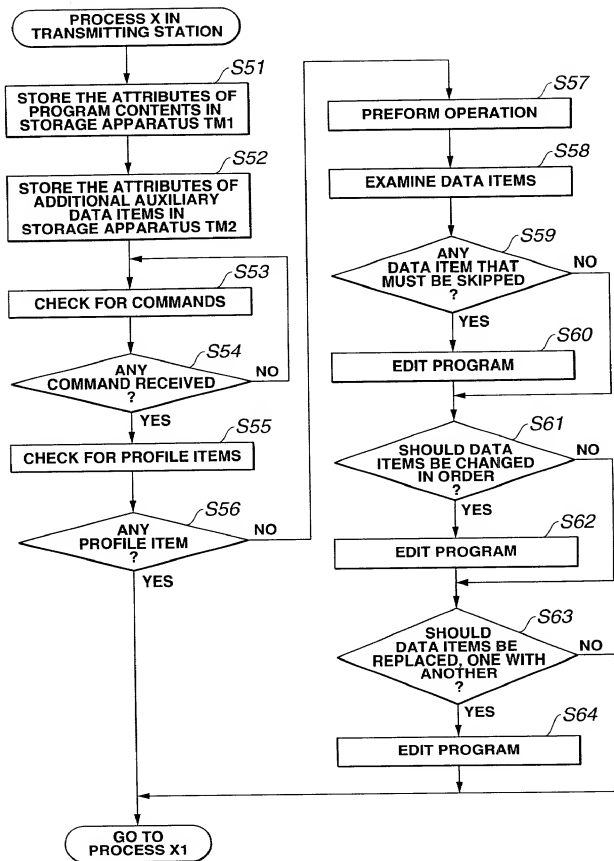 PROCESS X IN
TRANSMITTING STATION
S51
STORE THE ATTRIBUTES OF
PROGRAM CONTENTS IN
STORAGE APPARATUS TM1
S52
STORE THE ATTRIBUTES OF
ADDITIONAL AUXILIARY
DATA ITEMS IN
STORAGE APPARATUS TM2
S53
CHECK FOR COMMANDS
S54
ANY
COMMAND RECEIVED
?
NO
YES
S55
CHECK FOR PROFILE ITEMS
S56
ANY
PROFILE ITEM
?
NO
YES
S57
PREFORM OPERATION
S58
EXAMINE DATA ITEMS
S59
ANY
DATA ITEM THAT
MUST BE SKIPPED
?
NO
YES
S60
EDIT PROGRAM
S61
SHOULD DATA
ITEMS BE CHANGED
IN ORDER
?
NO
YES
S62
EDIT PROGRAM
S63
SHOULD
DATA ITEMS BE
REPLACED, ONE WITH
ANOTHER
?
NO
YES
S64
EDIT PROGRAM
GO TO
PROCESS X1